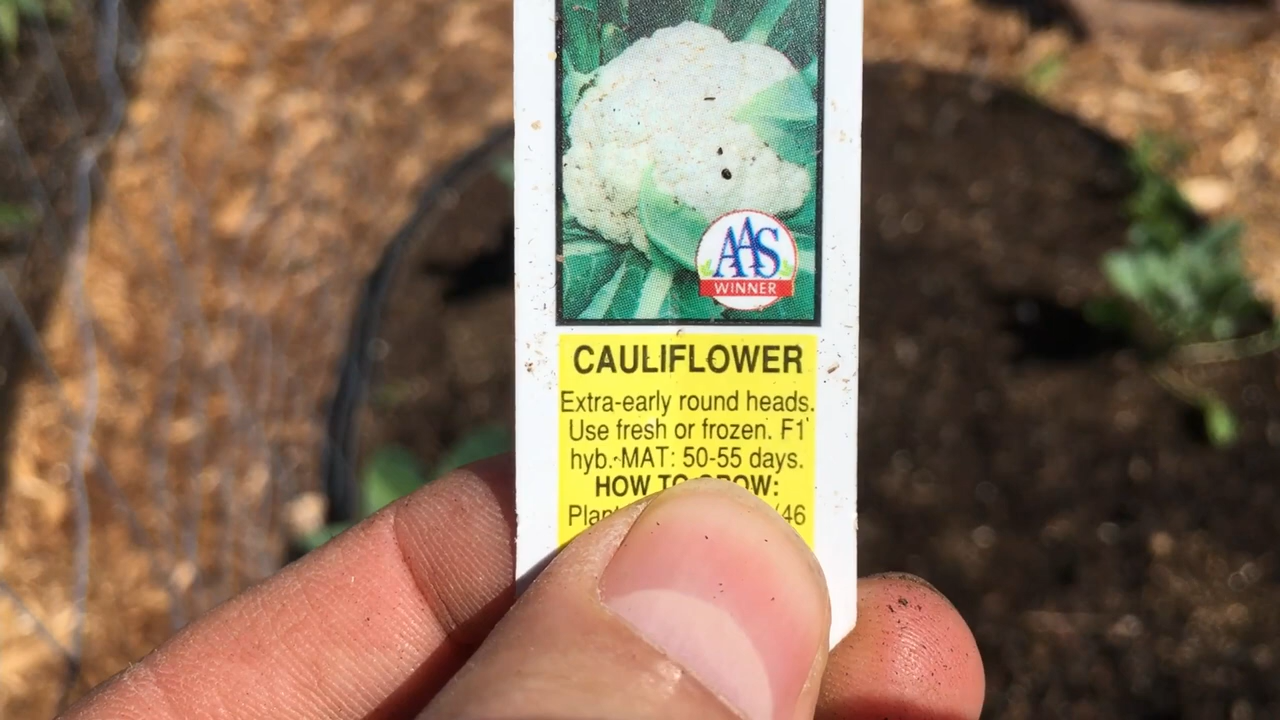 AAS
WINNER
CAULIFLOWER
Extra-early round heads.
Use fresh or frozen. F1
hyb. MAT: 50-55 days.
HOW TO GROW:
/46